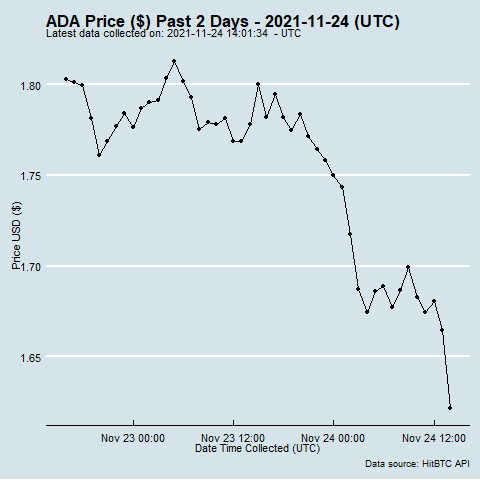 ADA Price ($) Past 2 Days - 2021-11-24 (UTC)
Latest data collected on: 2021-11-24 14:01:34 - UTC
1.80
1.75
1.70
1.65
Price USD ($)
Nov 23 00:00 Nov 23 12:00 Nov 24 00:00 Nov 24 12:00
Date Time Collected (UTC)
Data source: HitBTC API